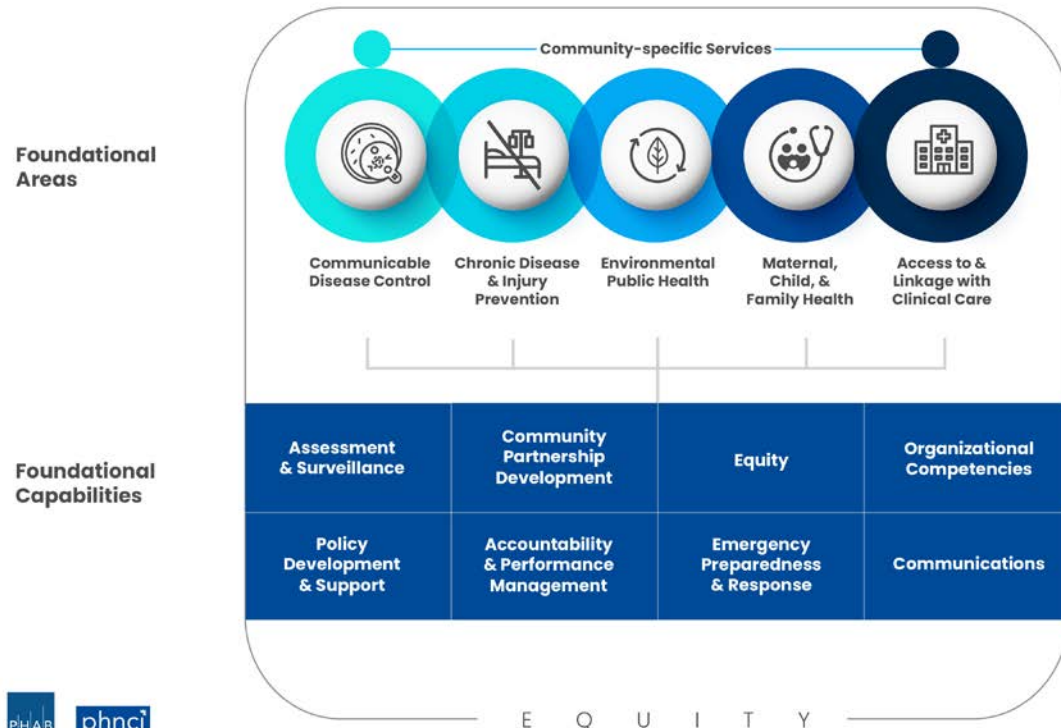 Community-specific Services
Foundational
Areas
Communicable
Disease Control
Chronic Disease
& Injury
Prevention
Environmental
Public Health
Maternal,
Child, &
Family Health
Access to &
Linkage with
Clinical Care
Foundational
Capabilities
Assessment
& Surveillance
Community
Partnership
Development
Equity
Organizational
Competencies
Policy
Development
& Support
Accountability
& Performance
Management
Emergency
Preparedness
& Response
Communications
PHAB
phnci
EQUITY